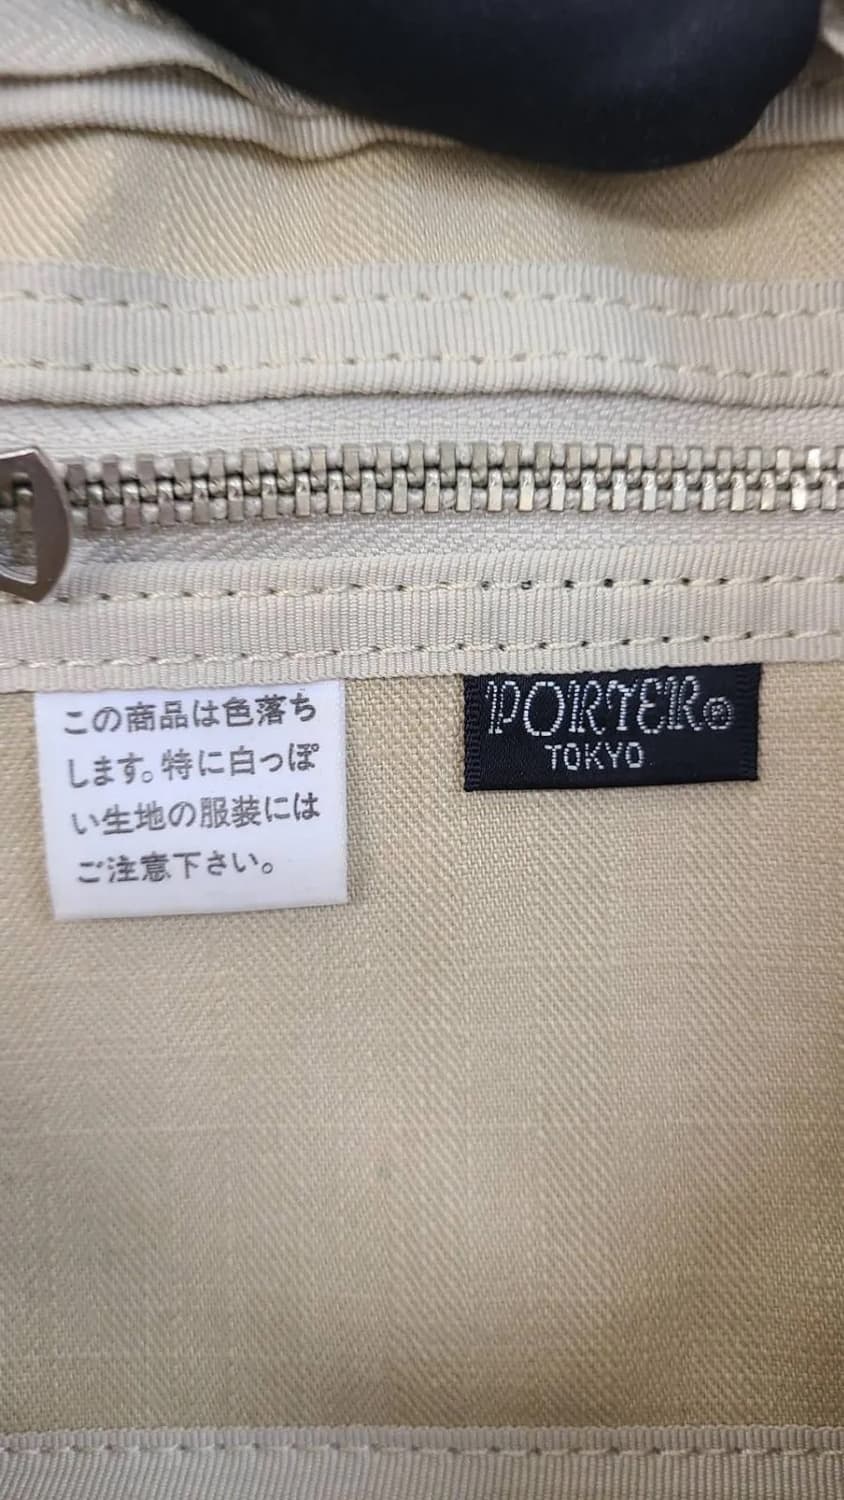 この商品は色落ち
します。特に白っぽ
い生地の服装には
ご注意下さい。
PORTER®
TOKYO